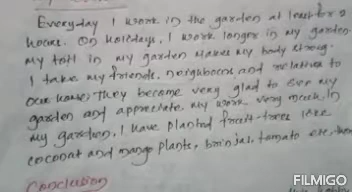 Everyday I work in the garden at least for 2
hours. On holidays, I work longer in my garden.
My toil in my garden makes my body strong.
I take my friends, neighbours and relatives to
our house; They become very glad to see my
garden and appreciate my work very much. In
my garden, I have planted fruit-trees like
coconut and mango plants, brinjal, tomato etc,
Conclusion
FILMIGO